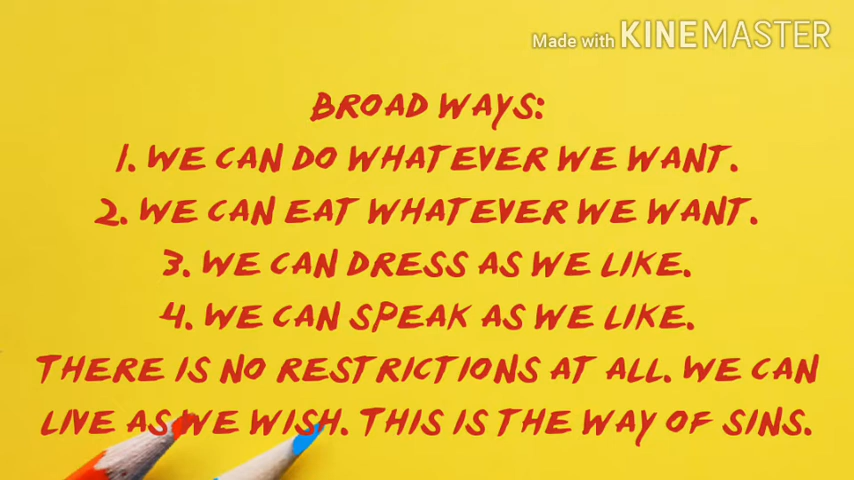 Made with KINEMASTER
BROAD WAYS:
1. WE CAN DO WHATEVER WE WANT.
2. WE CAN EAT WHATEVER WE WANT.
3. WE CAN DRESS AS WE LIKE.
4. WE CAN SPEAK AS WE LIKE.
THERE IS NO RESTRICTIONS AT ALL. WE CAN
LIVE AS WE WISH. THIS IS THE WAY OF SINS.